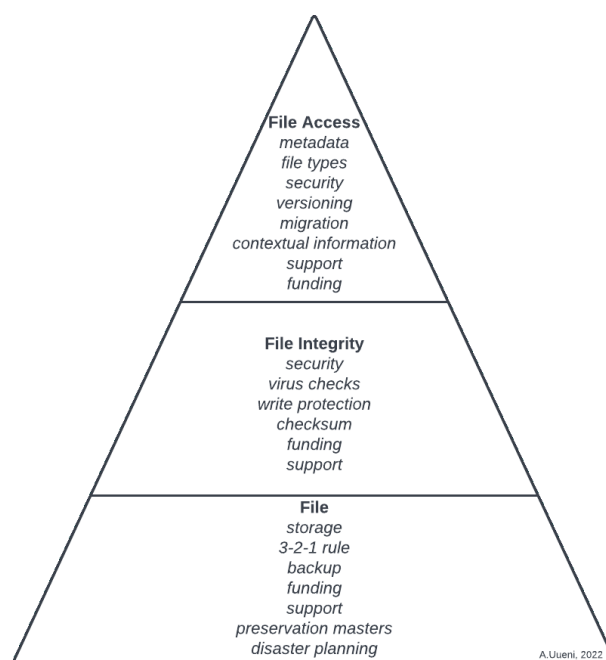 File Access
metadata
file types
security
versioning
migration
contextual information
support
funding
File Integrity
security
virus checks
write protection
checksum
funding
support
File
storage
3-2-1 rule
backup
funding
support
preservation masters
disaster planning
A.Uueni, 2022